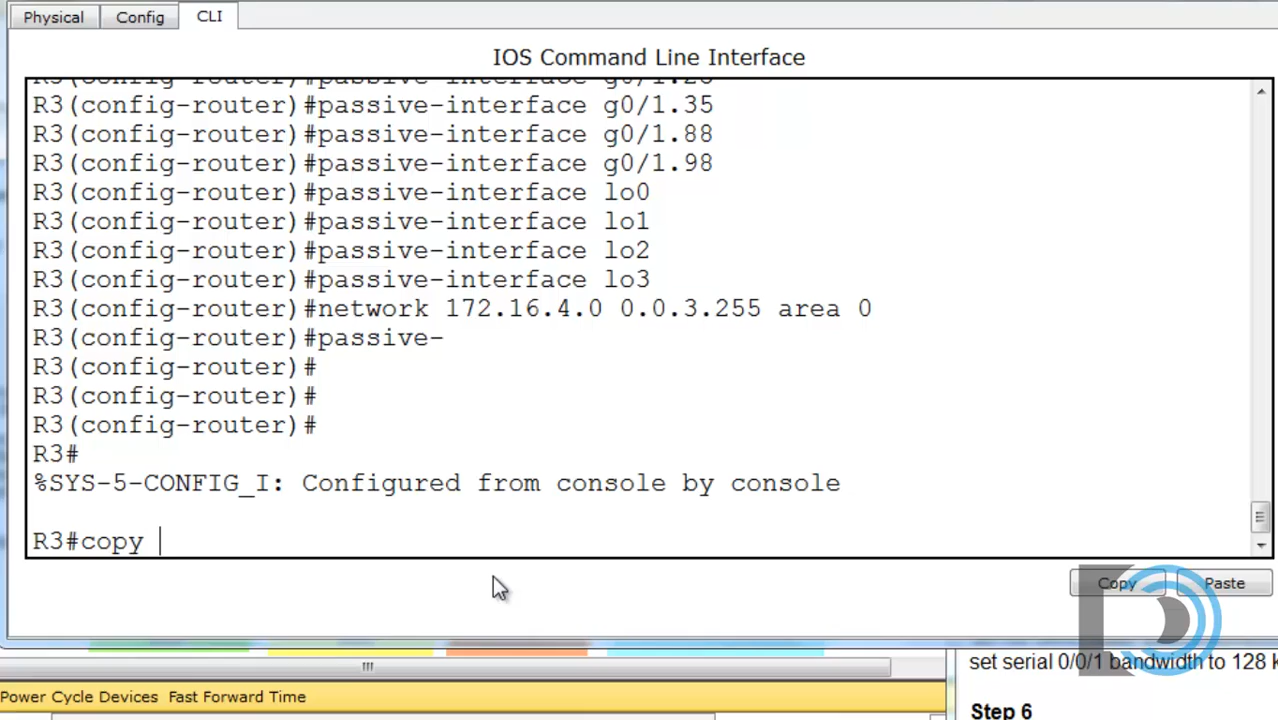 Physical
Config
CLI
IOS Command Line Interface
R3(config-router)#passive-interface g0/1.35
R3(config-router)#passive-interface g0/1.88
R3(config-router)#passive-interface g0/1.98
R3(config-router)#passive-interface lo0
R3(config-router)#passive-interface lo1
R3(config-router)#passive-interface lo2
R3(config-router)#passive-interface lo3
R3(config-router)#network 172.16.4.0 0.0.3.255 area 0
R3(config-router)#passive-
R3(config-router)#
R3(config-router)#
R3(config-router)#
R3#
%SYS-5-CONFIG_I: Configured from console by console
R3#copy
Copy
Paste
set serial 0/0/1 bandwidth to 128
Power Cycle Devices Fast Forward Time
Step 6